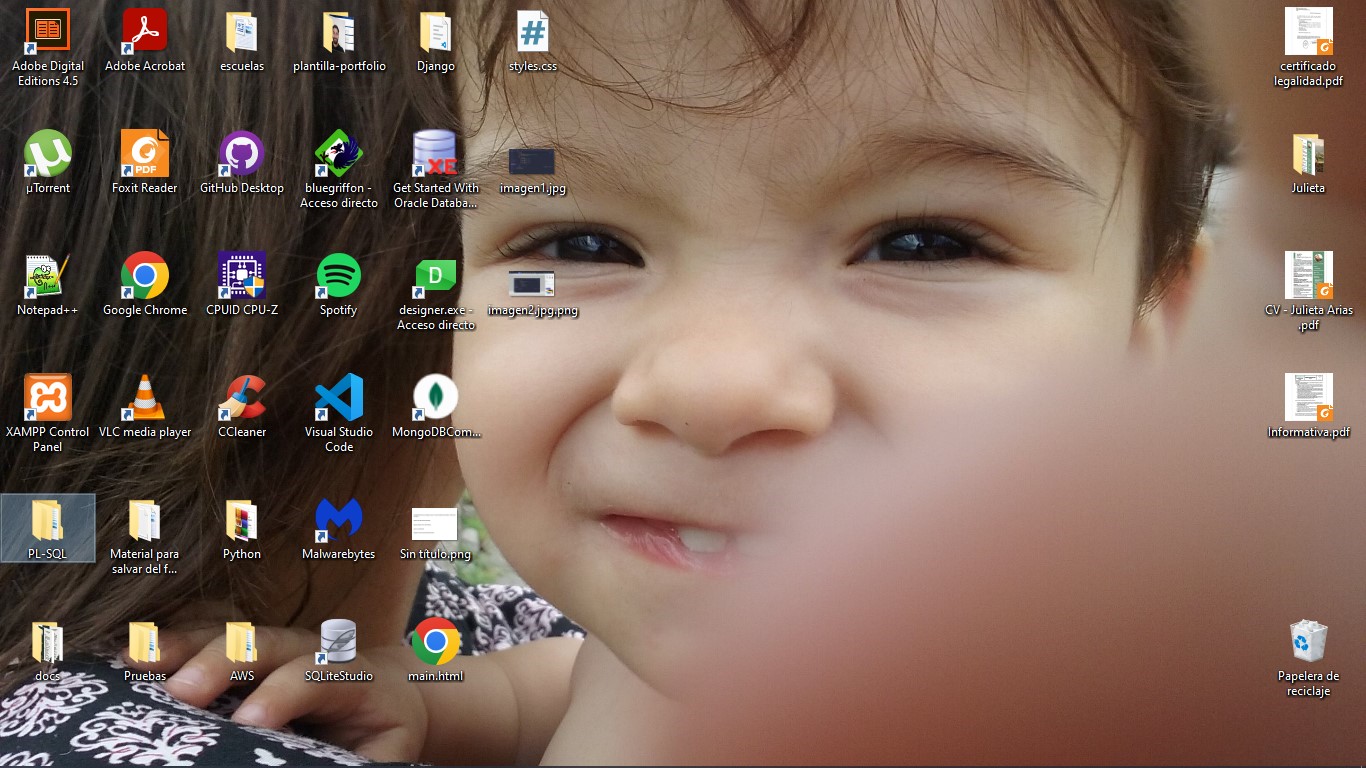 Adobe Digital
Editions 4.5
Adobe Acrobat
escuelas
plantilla-portfolio
Django
styles.css
certificado
legalidad.pdf
µTorrent
PDF
Foxit Reader
GitHub Desktop
bluegriffon -
Acceso directo
XE
Get Started With
Oracle Databa...
imagen1.jpg
Julieta
Notepad++
Google Chrome
CPUID CPU-Z
Spotify
designer.exe -
Acceso directo
imagen2.jpg.png
CV - Julieta Arias
.pdf
XAMPP Control
Panel
VLC media player
CCleaner
Visual Studio
Code
MongoDBCom...
Informativa.pdf
PL-SQL
Material para
salvar del f...
Python
Malwarebytes
Sin título.png
docs
Pruebas
AWS
SQLiteStudio
main.html
Papelera de
reciclaje